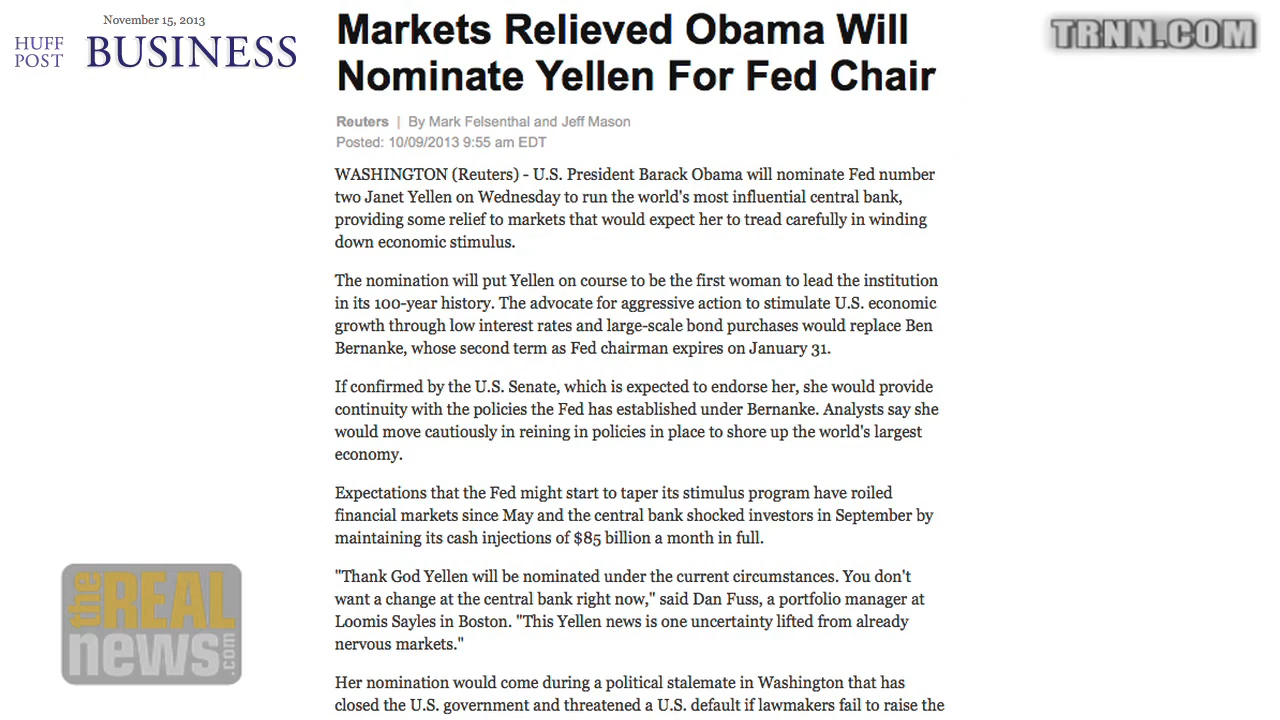 November 15, 2013
HUFF
POST
BUSINESS
TRNN.COM
Markets Relieved Obama Will
Nominate Yellen For Fed Chair
Reuters | By Mark Felsenthal and Jeff Mason
Posted: 10/09/2013 9:55 am EDT
WASHINGTON (Reuters) - U.S. President Barack Obama will nominate Fed number
two Janet Yellen on Wednesday to run the world's most influential central bank,
providing some relief to markets that would expect her to tread carefully in winding
down economic stimulus.
The nomination will put Yellen on course to be the first woman to lead the institution
in its 100-year history. The advocate for aggressive action to stimulate U.S. economic
growth through low interest rates and large-scale bond purchases would replace Ben
Bernanke, whose second term as Fed chairman expires on January 31.
If confirmed by the U.S. Senate, which is expected to endorse her, she would provide
continuity with the policies the Fed has established under Bernanke. Analysts say she
would move cautiously in reining in policies in place to shore up the world's largest
economy.
Expectations that the Fed might start to taper its stimulus program have roiled
financial markets since May and the central bank shocked investors in September by
maintaining its cash injections of $85 billion a month in full.
"Thank God Yellen will be nominated under the current circumstances. You don't
want a change at the central bank right now," said Dan Fuss, a portfolio manager at
Loomis Sayles in Boston. "This Yellen news is one uncertainty lifted from already
nervous markets."
Her nomination would come during a political stalemate in Washington that has
closed the U.S. government and threatened a U.S. default if lawmakers fail to raise the
the REAL
news.com